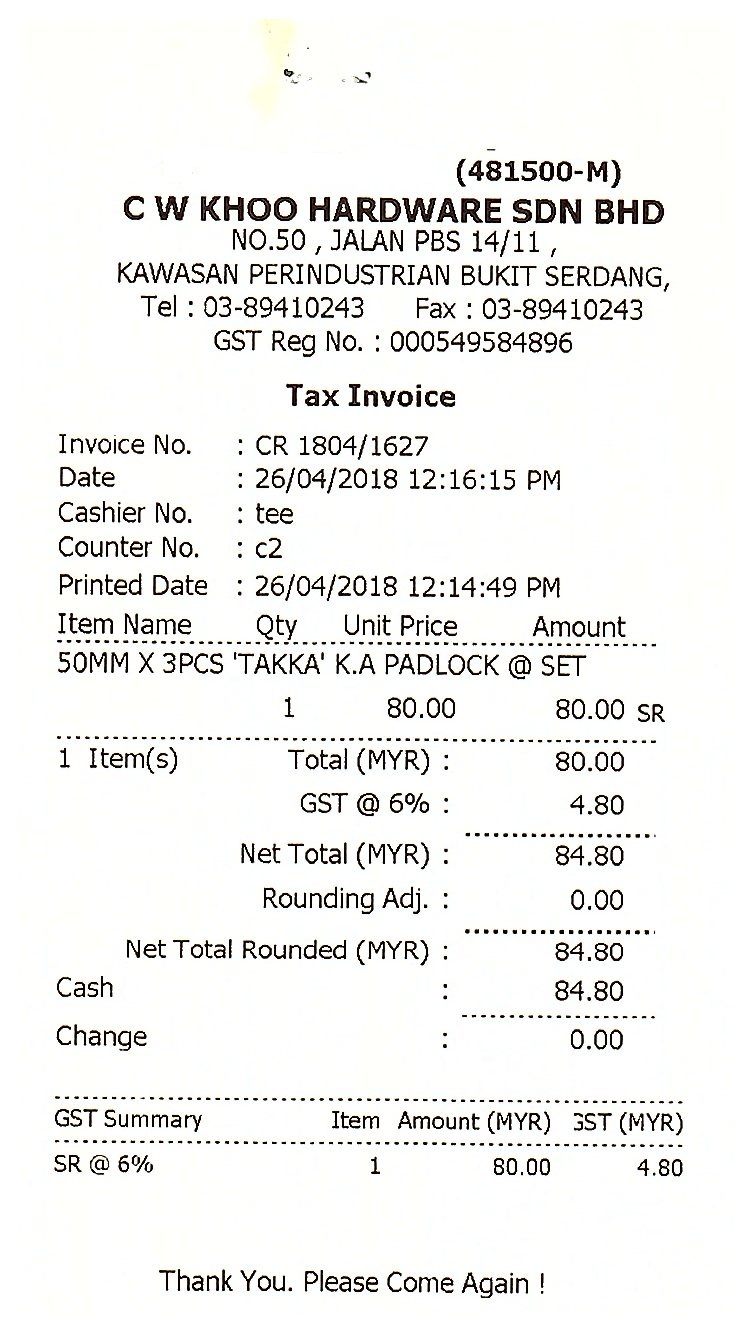 (481500-M)
C W KHOO HARDWARE SDN BHD
NO.50 , JALAN PBS 14/11 ,
KAWASAN PERINDUSTRIAN BUKIT SERDANG,
Tel : 03-89410243 Fax : 03-89410243
GST Reg No. : 000549584896
Tax Invoice
Invoice No. : CR 1804/1627
Date : 26/04/2018 12:16:15 PM
Cashier No. : tee
Counter No. : c2
Printed Date : 26/04/2018 12:14:49 PM
Item Name Qty Unit Price Amount
50MM X 3PCS 'TAKKA' K.A PADLOCK @ SET
1 80.00 80.00 SR
1 Item(s) Total (MYR) : 80.00
GST @ 6% : 4.80
Net Total (MYR) : 84.80
Rounding Adj. : 0.00
Net Total Rounded (MYR) : 84.80
Cash : 84.80
Change : 0.00
GST Summary Item Amount (MYR) GST (MYR)
SR @ 6% 1 80.00 4.80
Thank You. Please Come Again !